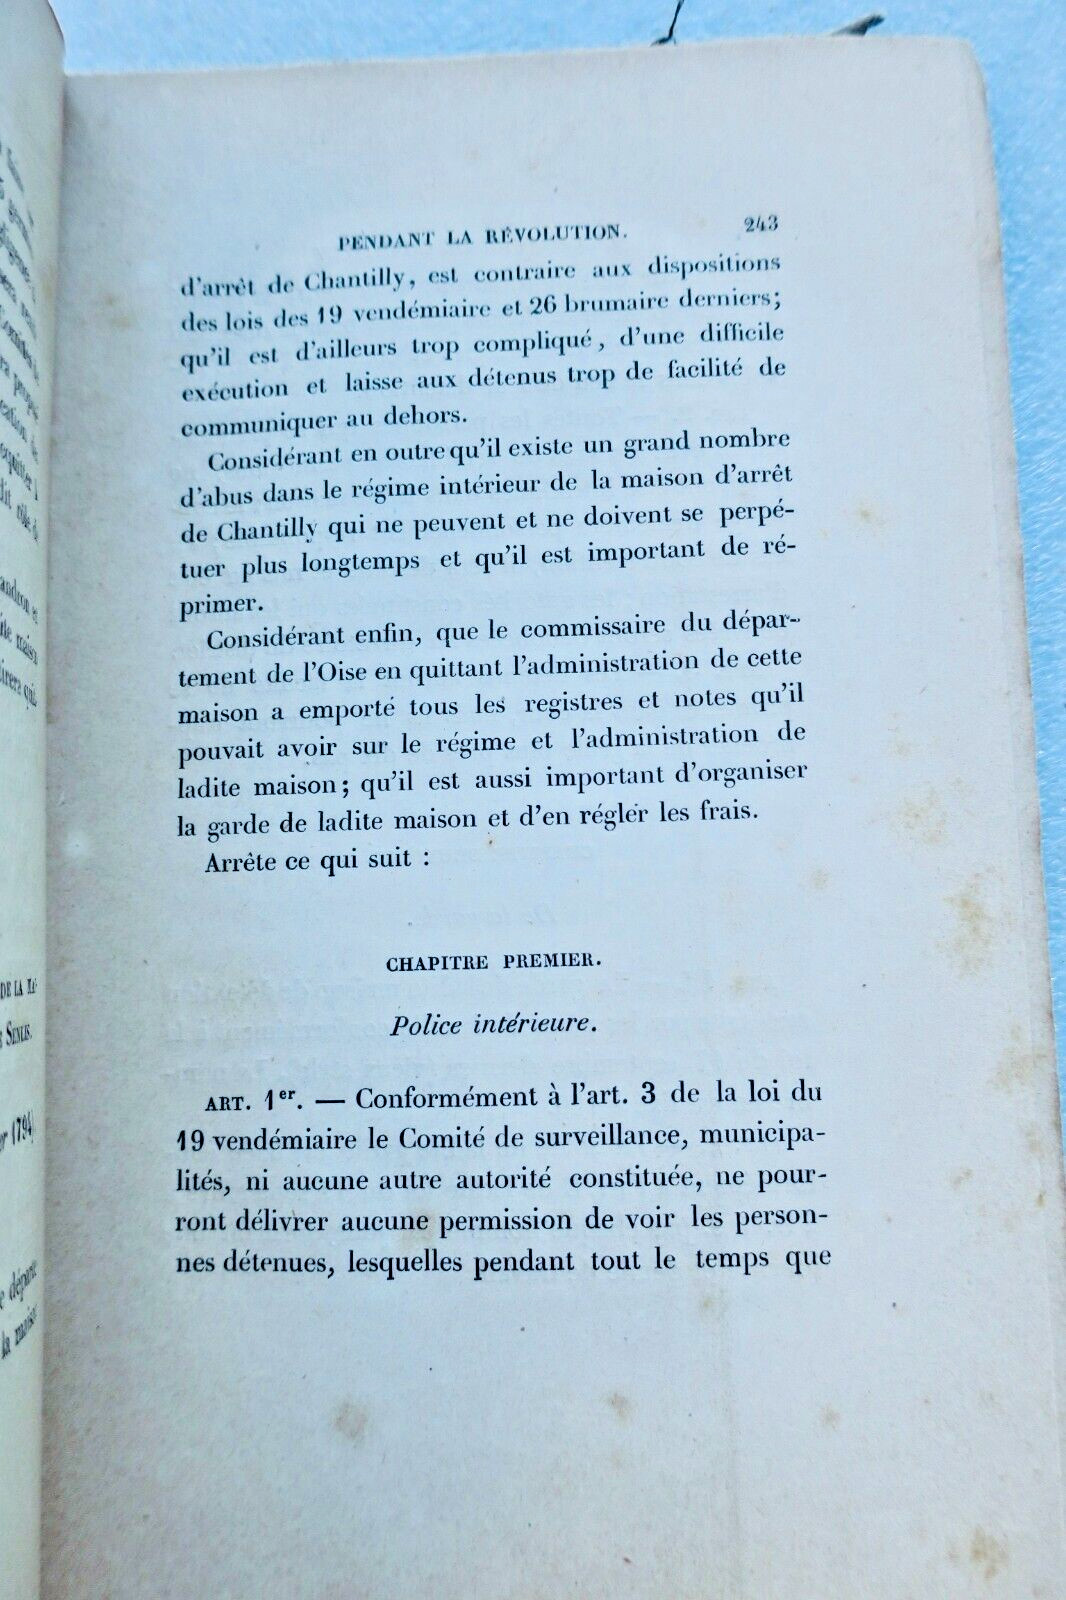 PENDANT LA RÉVOLUTION. 243
d'arrêt de Chantilly, est contraire aux dispositions
des lois des 19 vendémiaire et 26 brumaire derniers;
qu'il est d'ailleurs trop compliqué, d'une difficile
exécution et laisse aux détenus trop de facilité de
communiquer au dehors.
Considérant en outre qu'il existe un grand nombre
d'abus dans le régime intérieur de la maison d'arrêt
de Chantilly qui ne peuvent et ne doivent se perpé-
tuer plus longtemps et qu'il est important de ré-
primer.
Considérant enfin, que le commissaire du dépar-
tement de l'Oise en quittant l'administration de cette
maison a emporté tous les registres et notes qu'il
pouvait avoir sur le régime et l'administration de
ladite maison; qu'il est aussi important d'organiser
la garde de ladite maison et d'en régler les frais.
Arrête ce qui suit :
CHAPITRE PREMIER.
Police intérieure.
ART. 1er. — Conformément à l'art. 3 de la loi du
19 vendémiaire le Comité de surveillance, municipa-
lités, ni aucune autre autorité constituée, ne pour-
ront délivrer aucune permission de voir les person-
nes détenues, lesquelles pendant tout le temps que
DE LA MAI-
SENLIS.
1794)
la maison